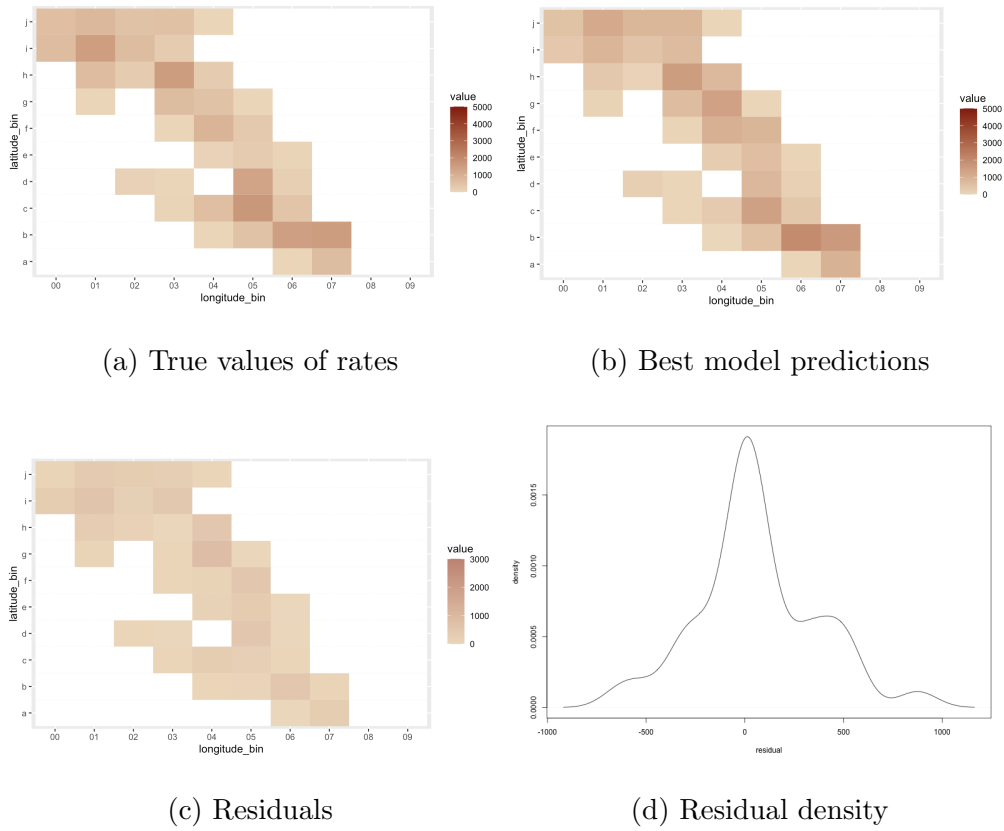 j
i
h
g
f
e
d
c
b
a
latitude_bin
00 01 02 03 04 05 06 07 08 09
longitude_bin
value
5000
4000
3000
2000
1000
0
(a) True values of rates
j
i
h
g
f
e
d
c
b
a
latitude_bin
00 01 02 03 04 05 06 07 08 09
longitude_bin
value
5000
4000
3000
2000
1000
0
(b) Best model predictions
j
i
h
g
f
e
d
c
b
a
latitude_bin
00 01 02 03 04 05 06 07 08 09
longitude_bin
value
3000
2000
1000
0
(c) Residuals
0.0015
0.0010
0.0005
0.0000
density
-1000 -500 0 500 1000
residual
(d) Residual density